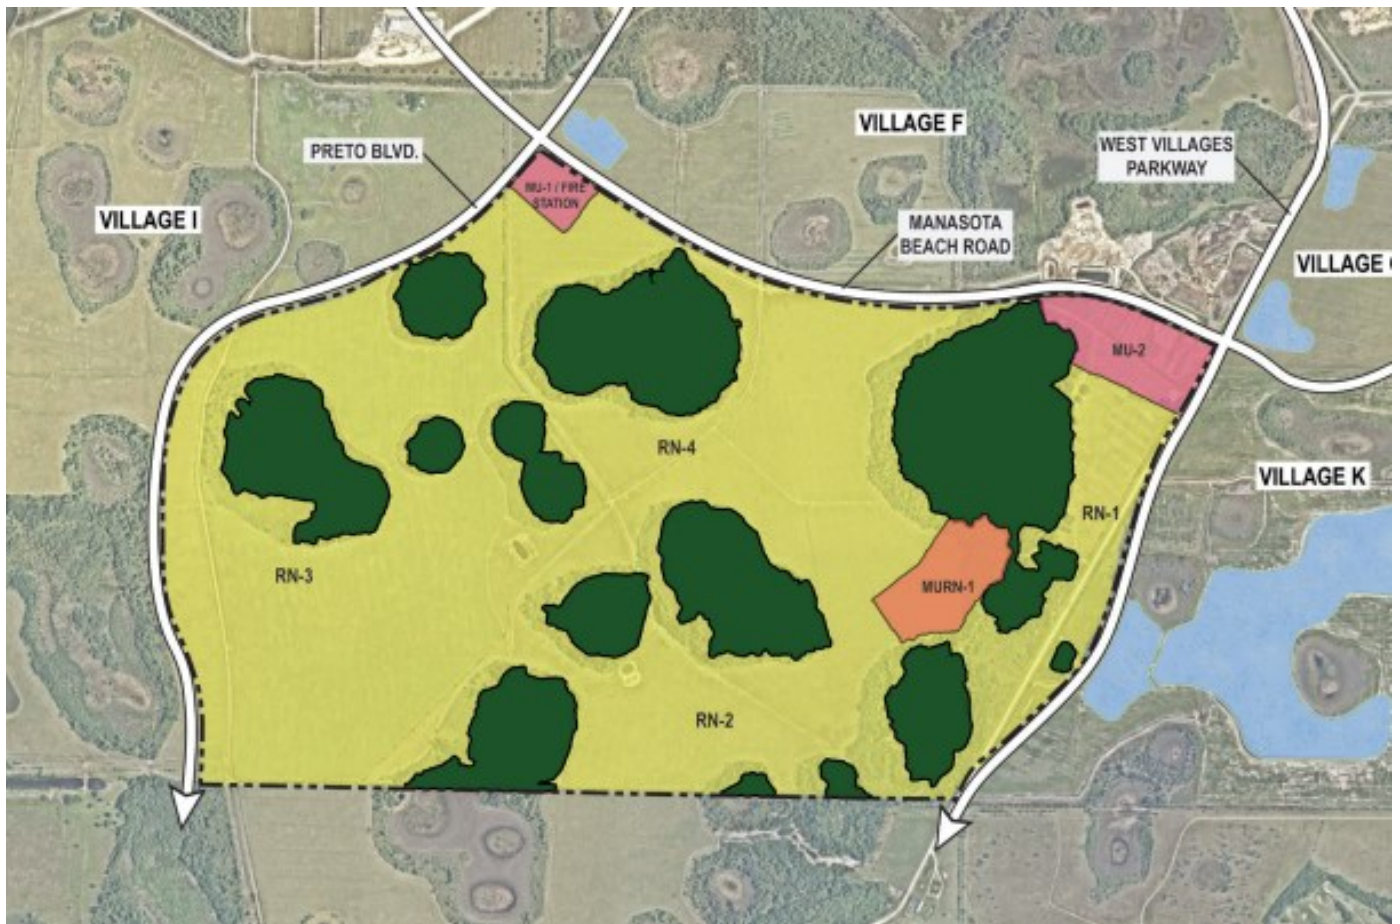 VILLAGE F
WEST VILLAGES
PARKWAY
PRETO BLVD.
MU-1 / FIRE
STATION
VILLAGE I
MANASOTA
BEACH ROAD
VILLAGE
MU-2
RN-4
VILLAGE K
RN-1
RN-3
MURN-1
RN-2